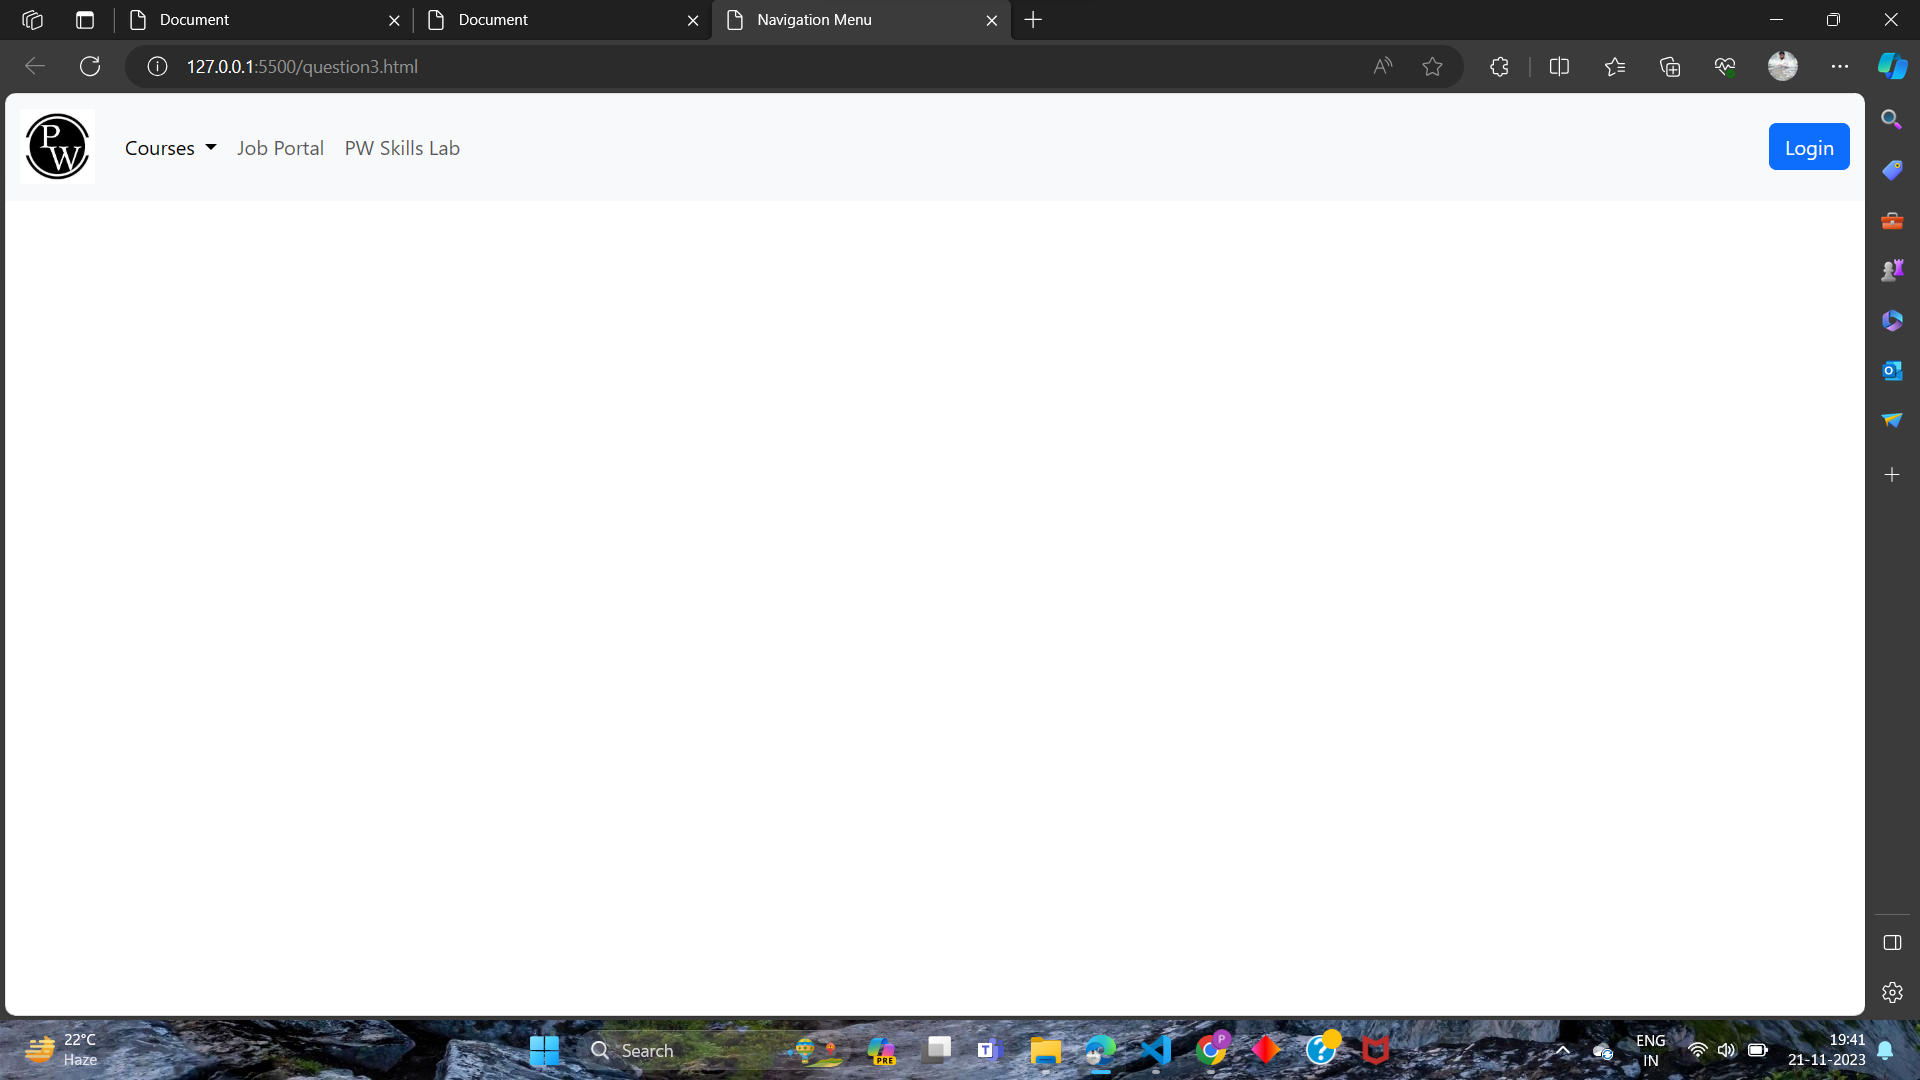 Document
Document
Navigation Menu
127.0.0.1:5500/question3.html
PW
Courses
Job Portal
PW Skills Lab
Login
22°C
Haze
Search
PRE
T
P
ENG
IN
19:41
21-11-2023